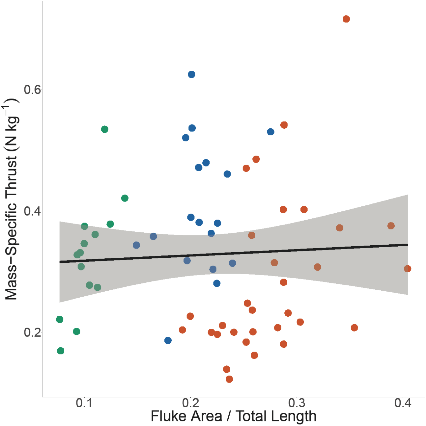 Mass−Specific Thrust (N kg⁻¹)
0.6
0.4
0.2
0.1 0.2 0.3 0.4
Fluke Area / Total Length